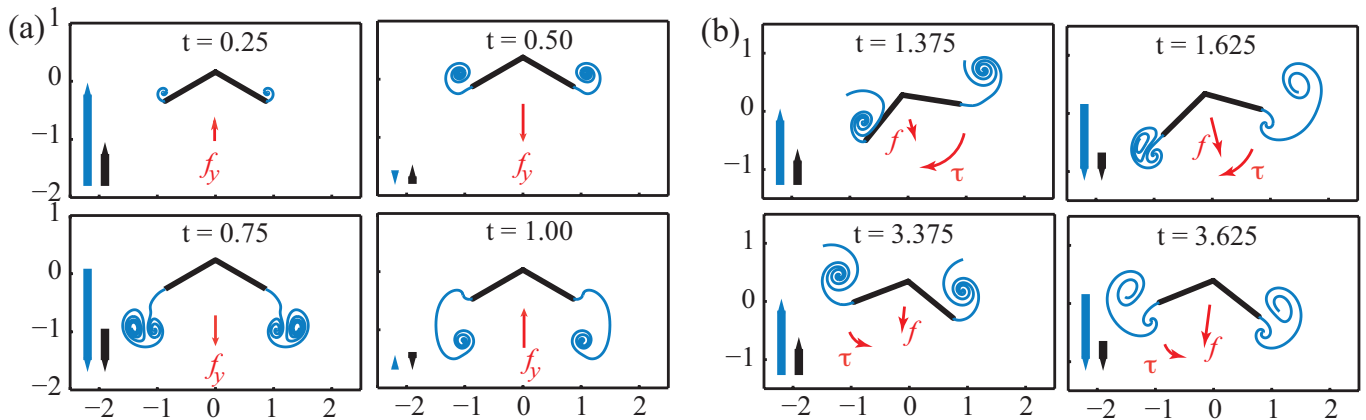 (a)
t = 0.25
1
0
−1
−2
f_y
t = 0.50
f_y
t = 0.75
1
0
−1
−2
f_y
−2 −1 0 1 2
t = 1.00
f_y
−2 −1 0 1 2
(b)
t = 1.375
1
0
−1
f
τ
t = 1.625
f
τ
t = 3.375
1
0
−1
τ
f
−2 −1 0 1 2
t = 3.625
τ
f
−2 −1 0 1 2